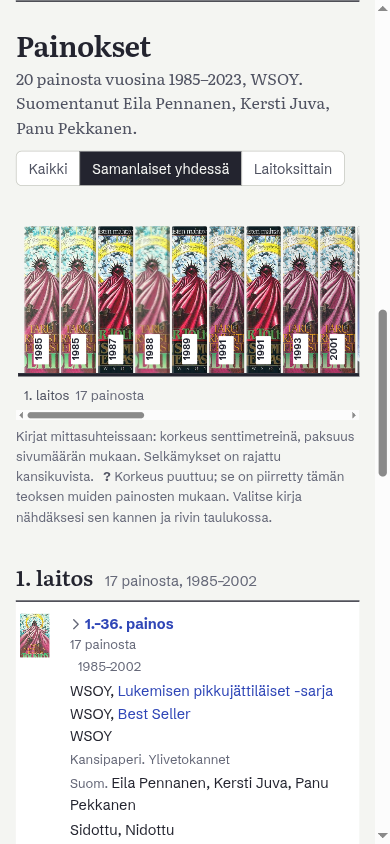 Painokset
20 painosta vuosina 1985–2023, WSOY.
Suomentanut Eila Pennanen, Kersti Juva,
Panu Pekkanen.
Kaikki
Samanlaiset yhdessä
Laitoksittain
1985
1985
1987
1988
1989
1991
1991
1993
2001
1. laitos 17 painosta
Kirjat mittasuhteissaan: korkeus senttimetreinä, paksuus
sivumäärän mukaan. Selkämykset on rajattu
kansikuvista. ? Korkeus puuttuu; se on piirretty tämän
teoksen muiden painosten mukaan. Valitse kirja
nähdäksesi sen kannen ja rivin taulukossa.
1. laitos 17 painosta, 1985–2002
1.–36. painos
17 painosta
1985–2002
WSOY, Lukemisen pikkujättiläiset -sarja
WSOY, Best Seller
WSOY
Kansipaperi. Ylivetokannet
Suom. Eila Pennanen, Kersti Juva, Panu
Pekkanen
Sidottu, Nidottu